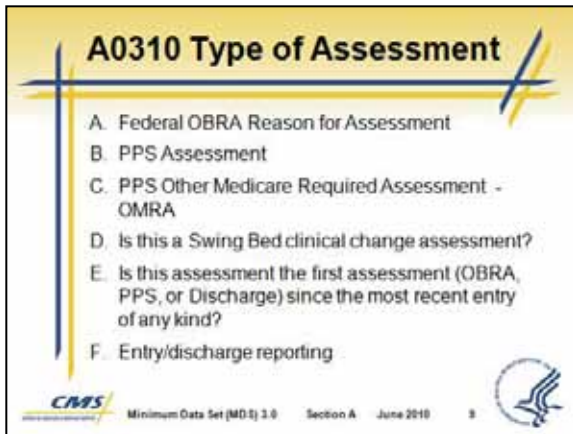 A0310 Type of Assessment
A. Federal OBRA Reason for Assessment
B. PPS Assessment
C. PPS Other Medicare Required Assessment -
OMRA
D. Is this a Swing Bed clinical change assessment?
E. Is this assessment the first assessment (OBRA,
PPS, or Discharge) since the most recent entry
of any kind?
F. Entry/discharge reporting
CMS
Minimum Data Set (MDS) 3.0 Section A June 2010